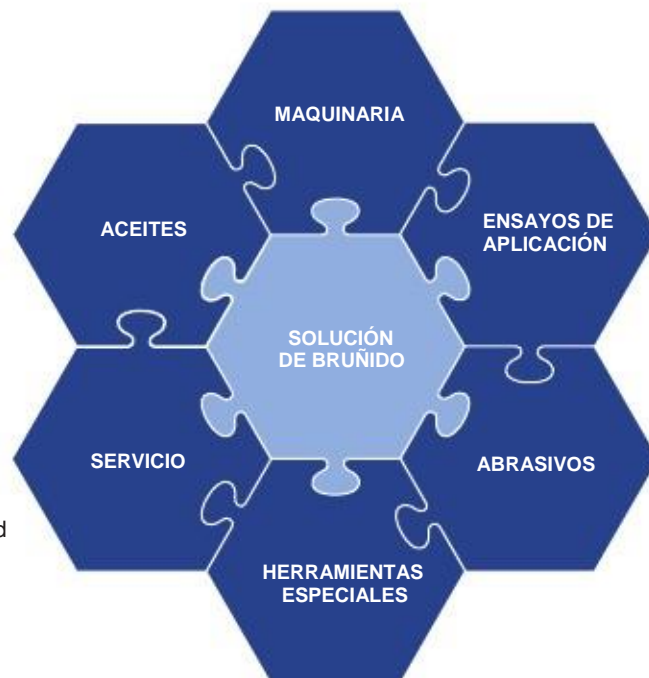 MAQUINARIA
ACEITES
ENSAYOS DE
APLICACIÓN
SOLUCIÓN
DE BRUÑIDO
SERVICIO
ABRASIVOS
d
HERRAMIENTAS
ESPECIALES